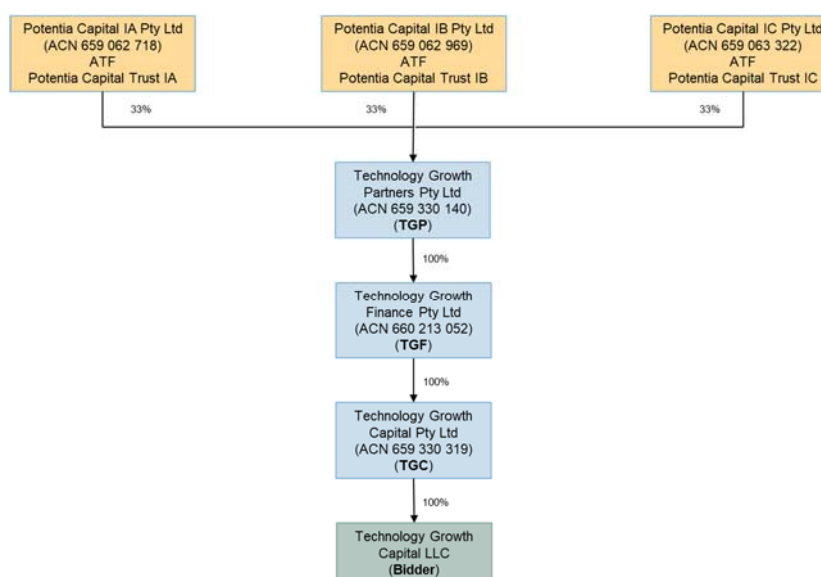 Potentia Capital IA Pty Ltd
(ACN 659 062 718)
ATF
Potentia Capital Trust IA
Potentia Capital IB Pty Ltd
(ACN 659 062 969)
ATF
Potentia Capital Trust IB
Potentia Capital IC Pty Ltd
(ACN 659 063 322)
ATF
Potentia Capital Trust IC
33%
33%
33%
Technology Growth
Partners Pty Ltd
(ACN 659 330 140)
(TGP)
100%
Technology Growth
Finance Pty Ltd
(ACN 660 213 052)
(TGF)
100%
Technology Growth
Capital Pty Ltd
(ACN 659 330 319)
(TGC)
100%
Technology Growth
Capital LLC
(Bidder)